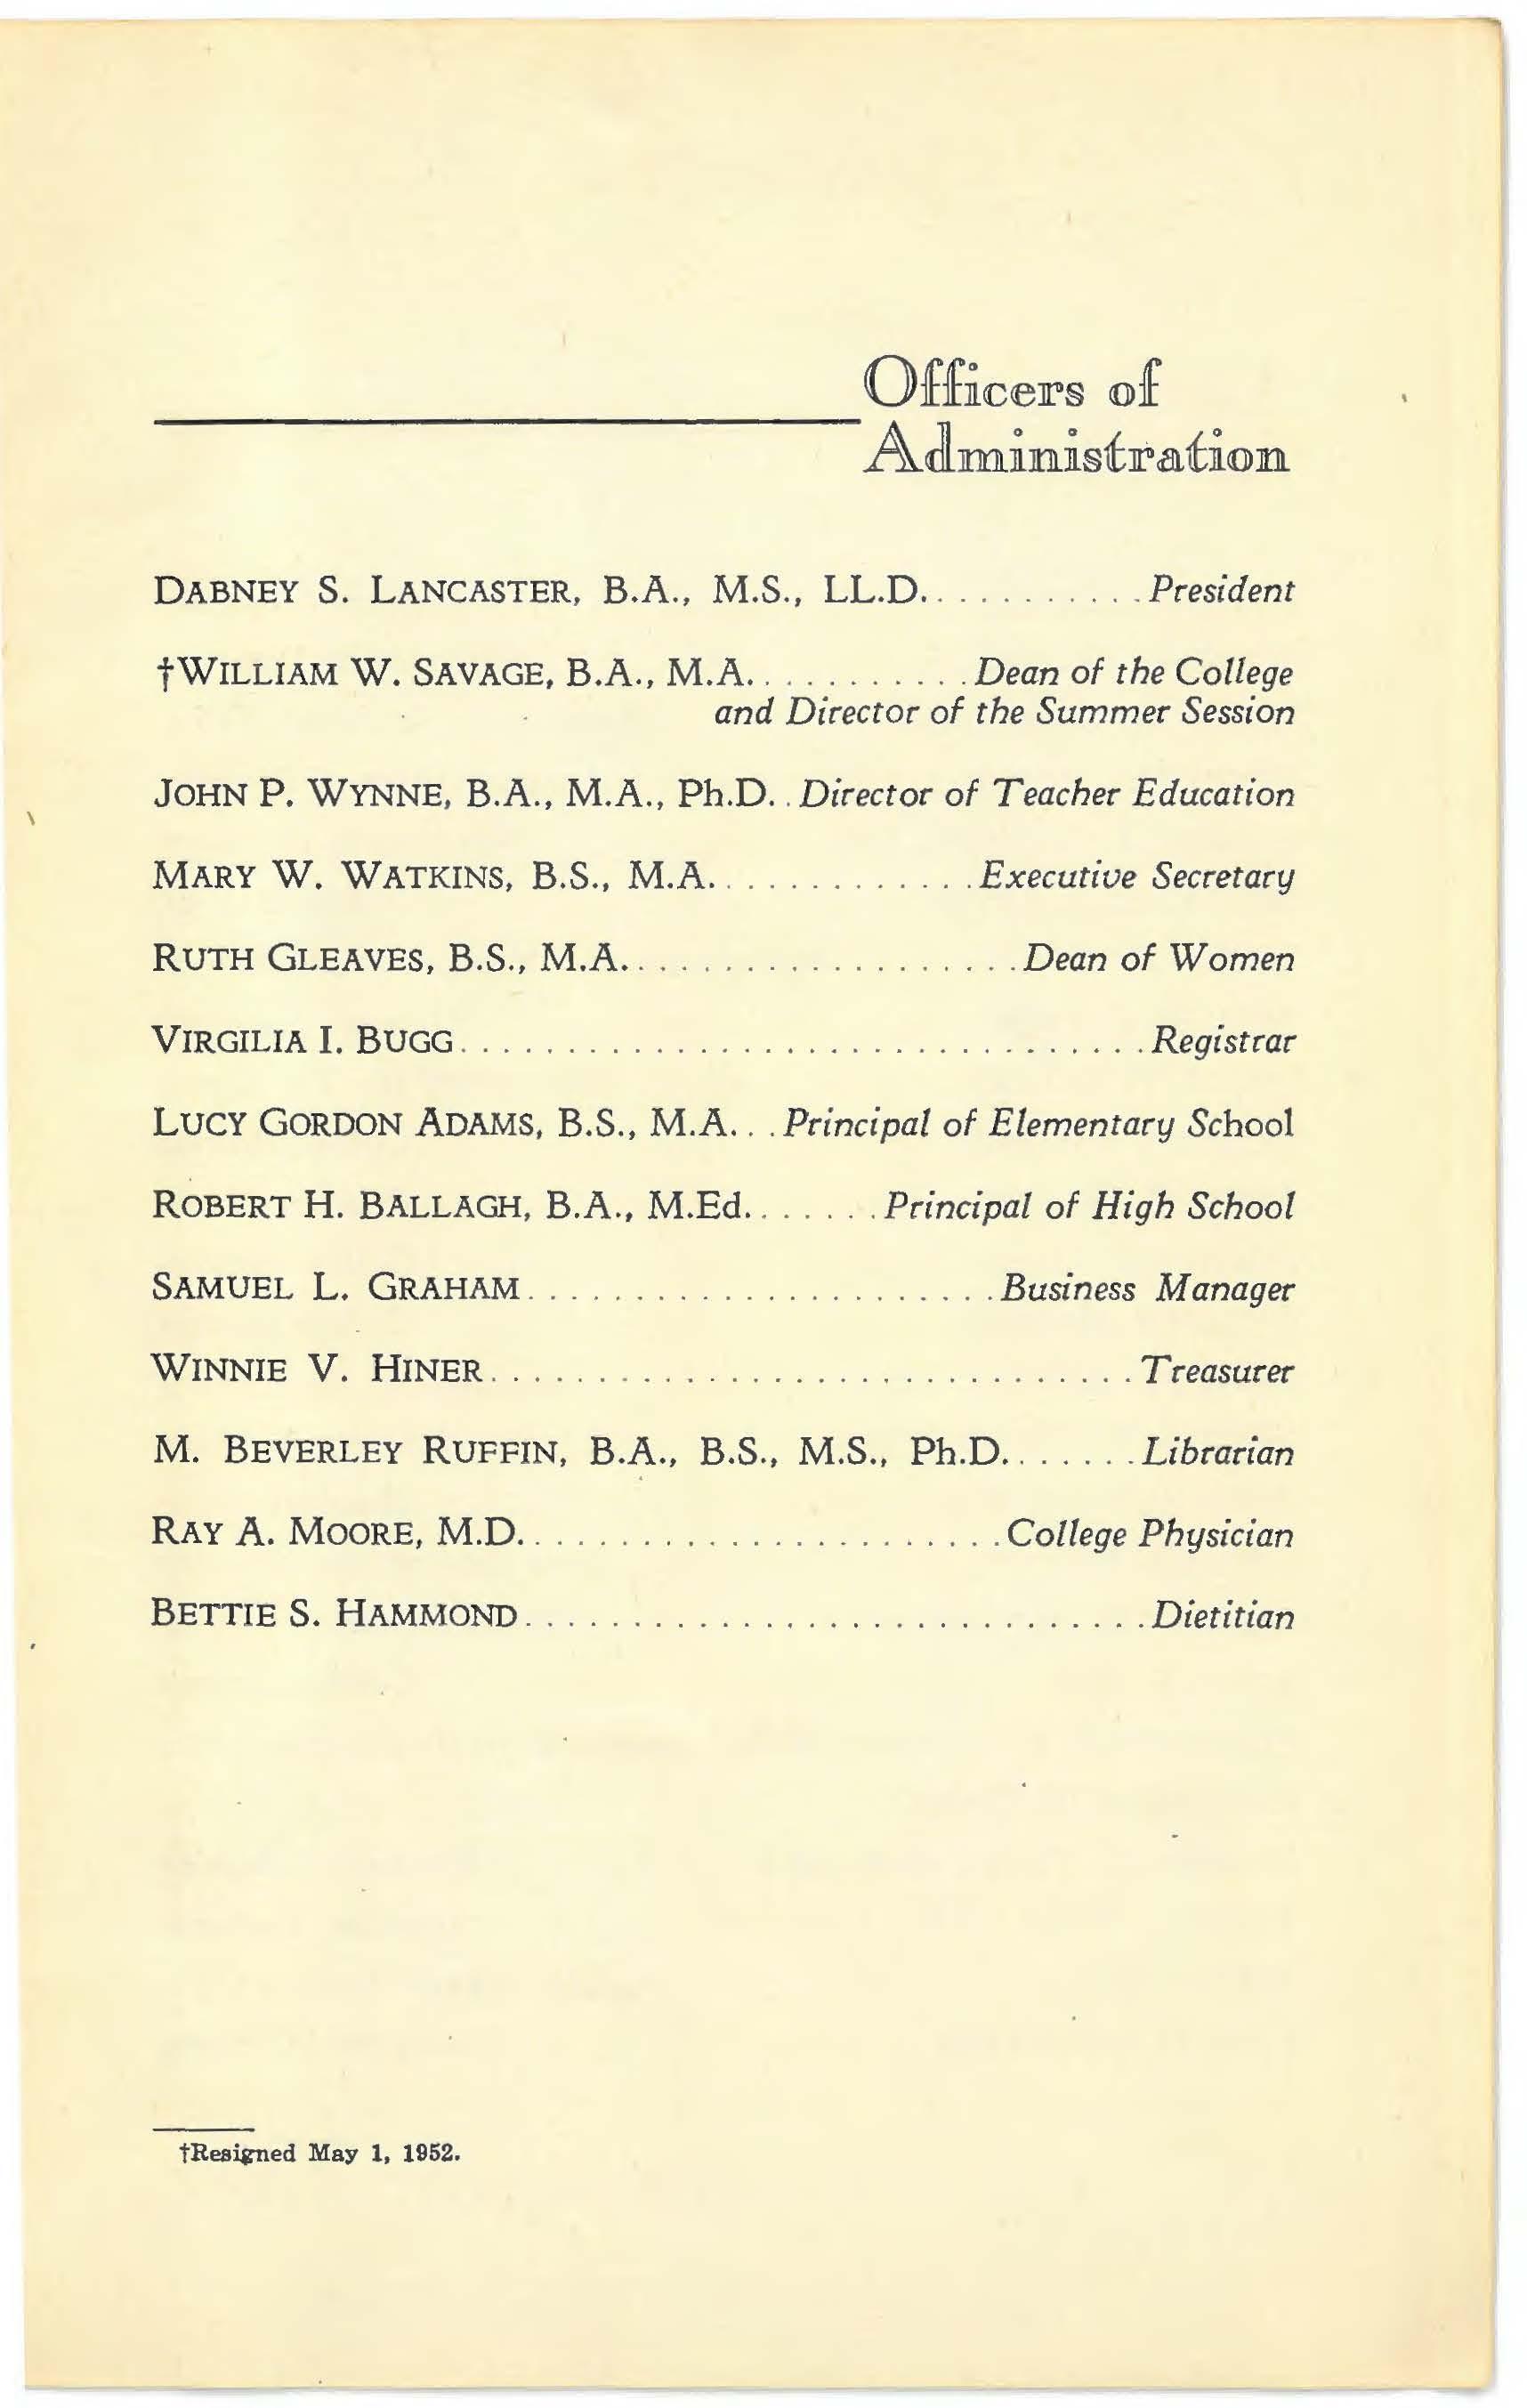 Officers of
Administration
DABNEY S. LANCASTER, B.A., M.S., LL.D. . . . . . . . . . . President
†WILLIAM W. SAVAGE, B.A., M.A. . . . . . . . . . . Dean of the College
and Director of the Summer Session
JOHN P. WYNNE, B.A., M.A., Ph.D. . Director of Teacher Education
MARY W. WATKINS, B.S., M.A. . . . . . . . . . . . . Executive Secretary
RUTH GLEAVES, B.S., M.A. . . . . . . . . . . . . . . . . . . Dean of Women
VIRGILIA I. BUGG. . . . . . . . . . . . . . . . . . . . . . . . . . . . . . . . Registrar
LUCY GORDON ADAMS, B.S., M.A. . . Principal of Elementary School
ROBERT H. BALLAGH, B.A., M.Ed. . . . . . . Principal of High School
SAMUEL L. GRAHAM. . . . . . . . . . . . . . . . . . . . . . Business Manager
WINNIE V. HINER. . . . . . . . . . . . . . . . . . . . . . . . . . . . . . Treasurer
M. BEVERLEY RUFFIN, B.A., B.S., M.S., Ph.D. . . . . . . Librarian
RAY A. MOORE, M.D. . . . . . . . . . . . . . . . . . . . . . . College Physician
BETTIE S. HAMMOND. . . . . . . . . . . . . . . . . . . . . . . . . . . . . Dietitian
†Resigned May 1, 1952.